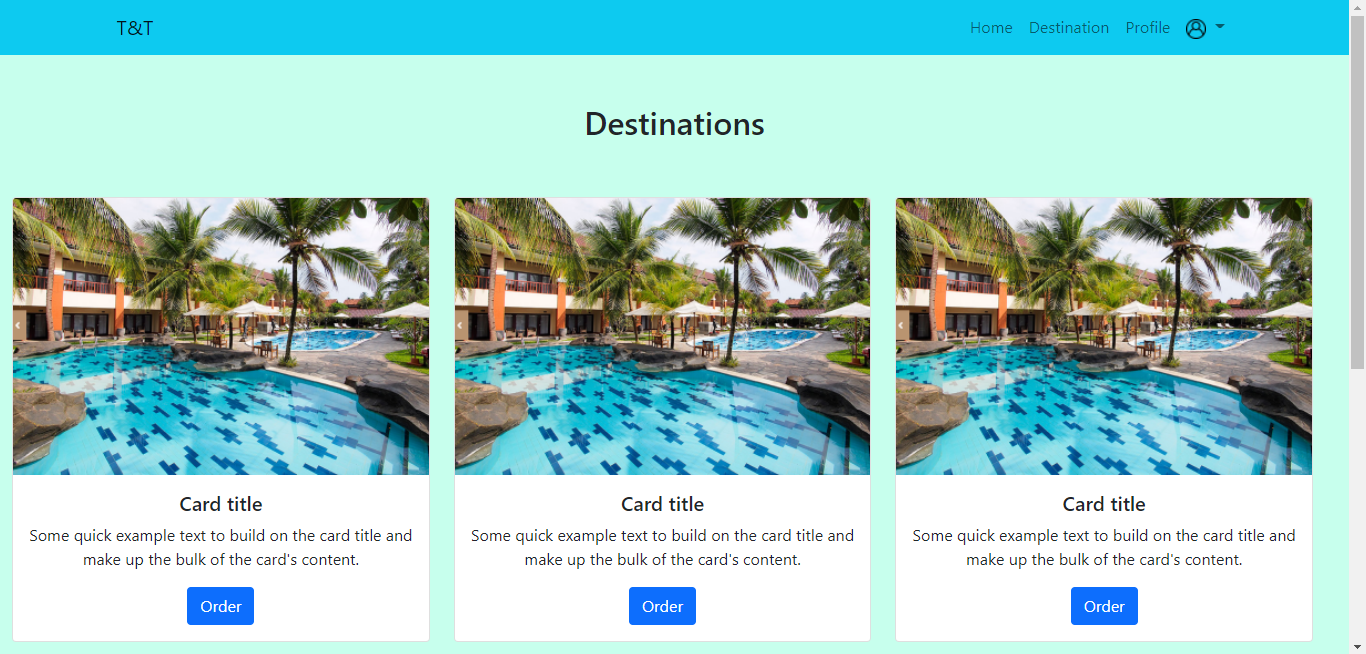 T&T
Home Destination Profile
Destinations
Card title
Some quick example text to build on the card title and
make up the bulk of the card's content.
Order
Card title
Some quick example text to build on the card title and
make up the bulk of the card's content.
Order
Card title
Some quick example text to build on the card title and
make up the bulk of the card's content.
Order